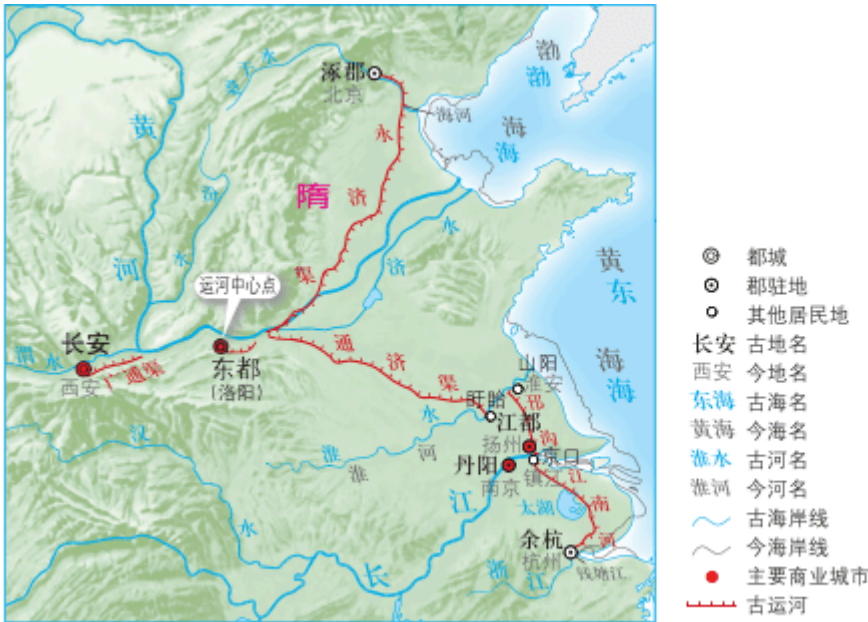 涿郡
北京
桑干水
渤海
渤海
海河
永济渠
黄河
汾水
隋
济水
运河中心点
长安
西安
渭水
广通渠
东都
(洛阳)
通济渠
山阳
淮安
盱眙
邗沟
江都
扬州
淮水
淮河
丹阳
南京
京口
镇江
江南河
太湖
汉水
长江
余杭
杭州
钱塘江
浙江
黄海
东海
都城
郡驻地
其他居民地
长安 古地名
西安 今地名
东海 古海名
黄海 今海名
淮水 古河名
淮河 今河名
古海岸线
今海岸线
主要商业城市
古运河